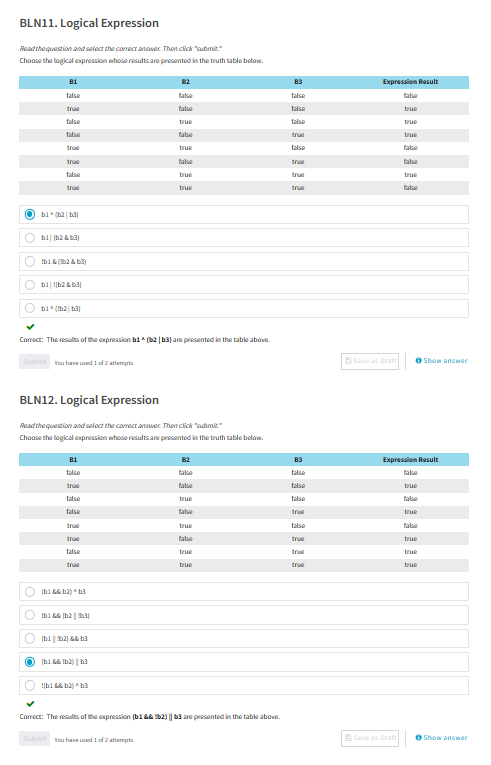 BLN11. Logical Expression
Read the question and select the correct answer. Then click "submit."
Choose the logical expression whose results are presented in the truth table below.
B1 B2 B3 Expression Result
false false false false
true false false true
false true false true
false false true true
true true false false
true false true false
false true true true
true true true false
b1 ^ (b2 | b3)
b1 | (b2 & b3)
!b1 & (!b2 & b3)
b1 | !(b2 & b3)
b1 ^ (!b2 | b3)
Correct: The results of the expression b1 ^ (b2 | b3) are presented in the table above.
Submit You have used 1 of 2 attempts Save as Draft Show answer
BLN12. Logical Expression
Read the question and select the correct answer. Then click "submit."
Choose the logical expression whose results are presented in the truth table below.
B1 B2 B3 Expression Result
false false false false
true false false true
false true false false
false false true true
true true false false
true false true true
false true true true
true true true true
(b1 && b2) ^ b3
!b1 && (b2 || !b3)
(b1 || !b2) && b3
(b1 && !b2) || b3
!(b1 && b2) ^ b3
Correct: The results of the expression (b1 && !b2) || b3 are presented in the table above.
Submit You have used 1 of 2 attempts Save as Draft Show answer